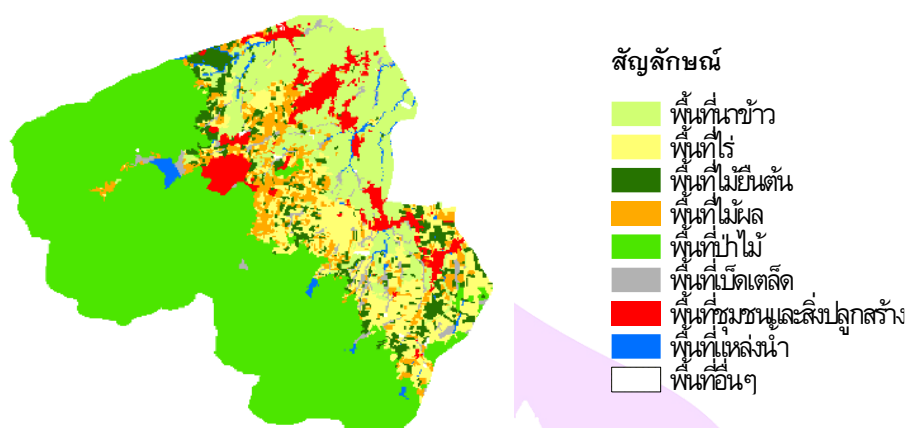 สัญลักษณ์
พื้นที่นาข้าว
พื้นที่ไร่
พื้นที่ไม้ยืนต้น
พื้นที่ไม้ผล
พื้นที่ป่าไม้
พื้นที่เบ็ดเตล็ด
พื้นที่ชุมชนและสิ่งปลูกสร้าง
พื้นที่แหล่งน้ำ
พื้นที่อื่นๆ